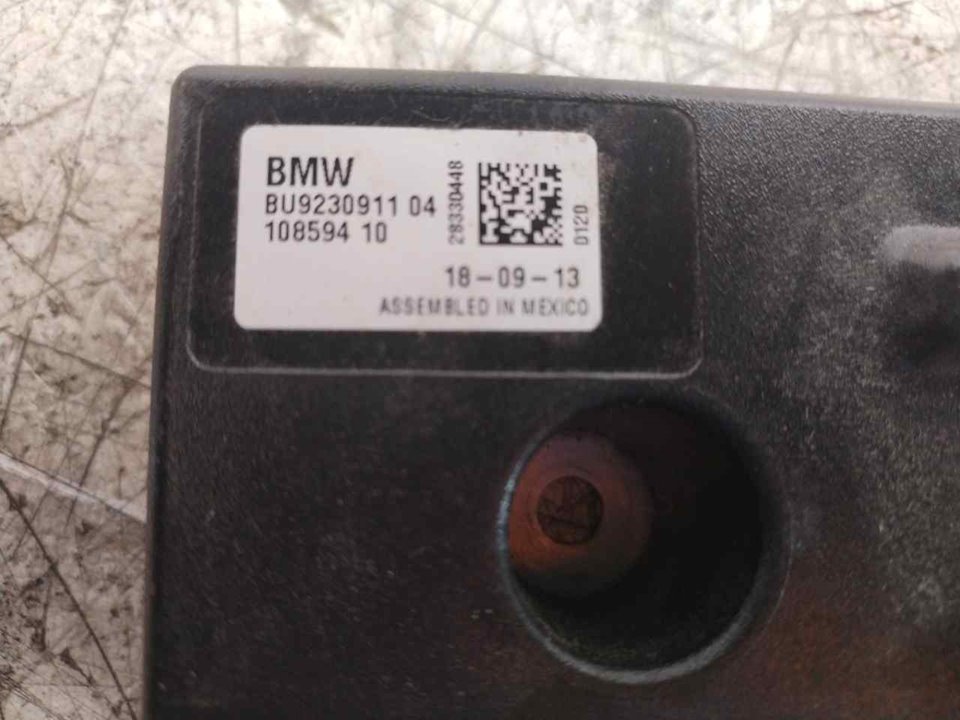 BMW
BU9230911 04
108594 10
28330448
0120
18-09-13
ASSEMBLED IN MEXICO